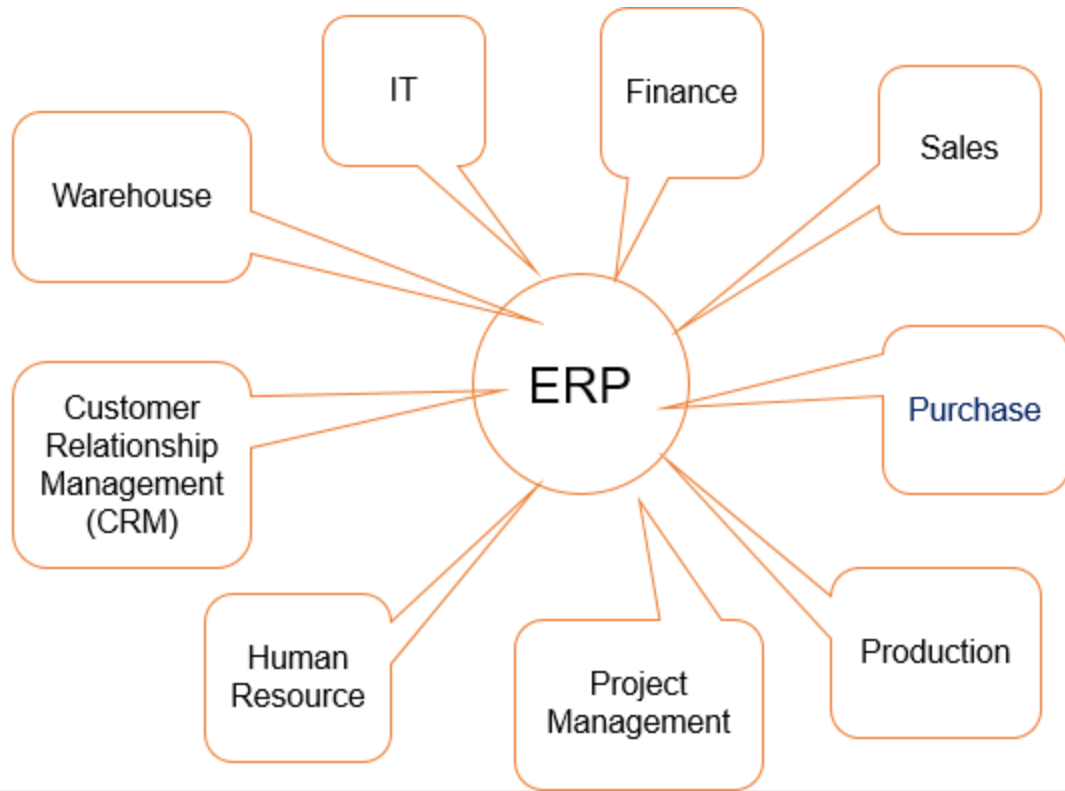 IT
Finance
Sales
Warehouse
ERP
Purchase
Customer
Relationship
Management
(CRM)
Human
Resource
Project
Management
Production